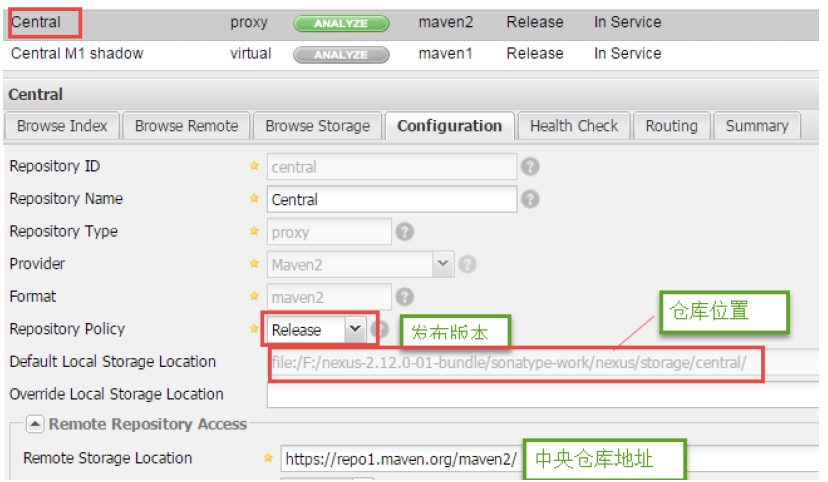 Central proxy ANALYZE maven2 Release In Service
Central M1 shadow virtual ANALYZE maven1 Release In Service
Central
Browse Index Browse Remote Browse Storage Configuration Health Check Routing Summary
Repository ID central
Repository Name Central
Repository Type proxy
Provider Maven2
Format maven2
仓库位置
Repository Policy Release 发布版本
Default Local Storage Location file:/F:/nexus-2.12.0-01-bundle/sonatype-work/nexus/storage/central/
Override Local Storage Location
Remote Repository Access
Remote Storage Location https://repo1.maven.org/maven2/ 中央仓库地址